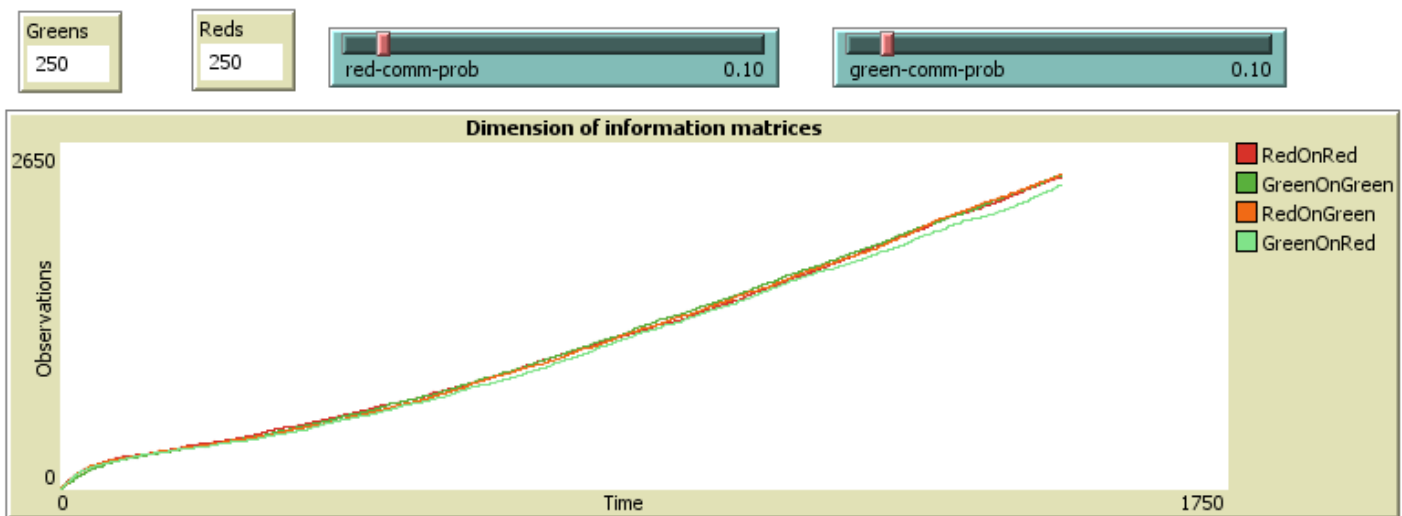 Greens
250
Reds
250
red-comm-prob 0.10
green-comm-prob 0.10
Dimension of information matrices
2650
Observations
0
0
Time
1750
RedOnRed
GreenOnGreen
RedOnGreen
GreenOnRed